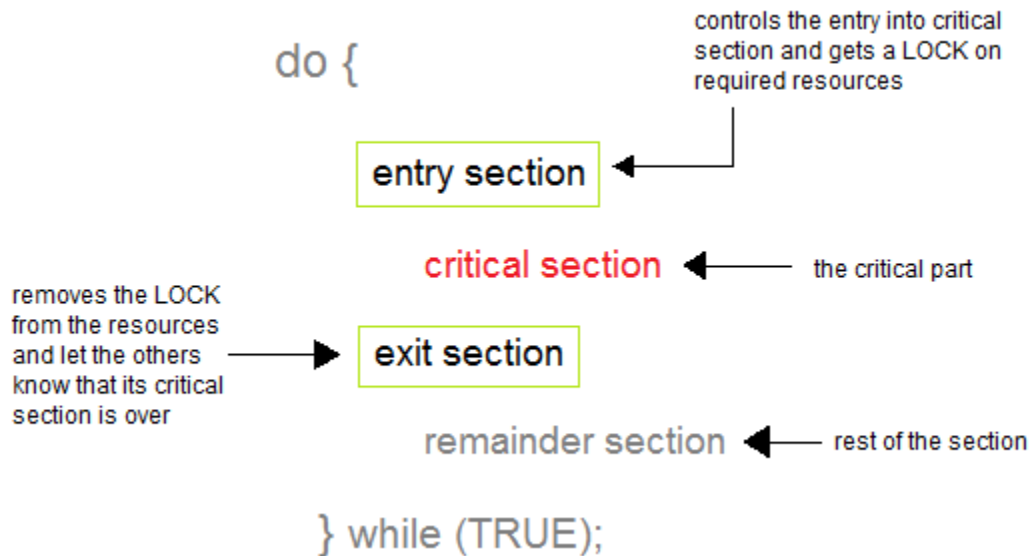 controls the entry into critical
section and gets a LOCK on
required resources
do {
entry section
critical section
the critical part
removes the LOCK
from the resources
and let the others
know that its critical
section is over
exit section
remainder section
rest of the section
} while (TRUE);